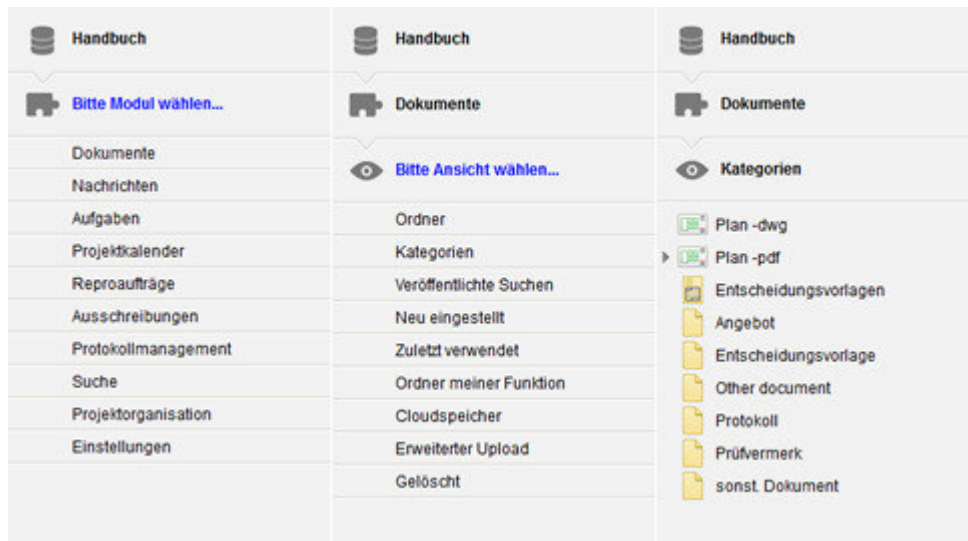 Handbuch
Bitte Modul wählen...
Dokumente
Nachrichten
Aufgaben
Projektkalender
Reproaufträge
Ausschreibungen
Protokollmanagement
Suche
Projektorganisation
Einstellungen
Handbuch
Dokumente
Bitte Ansicht wählen...
Ordner
Kategorien
Veröffentlichte Suchen
Neu eingestellt
Zuletzt verwendet
Ordner meiner Funktion
Cloudspeicher
Erweiterter Upload
Gelöscht
Handbuch
Dokumente
Kategorien
Plan -dwg
Plan -pdf
Entscheidungsvorlagen
Angebot
Entscheidungsvorlage
Other document
Protokoll
Prüfvermerk
sonst. Dokument